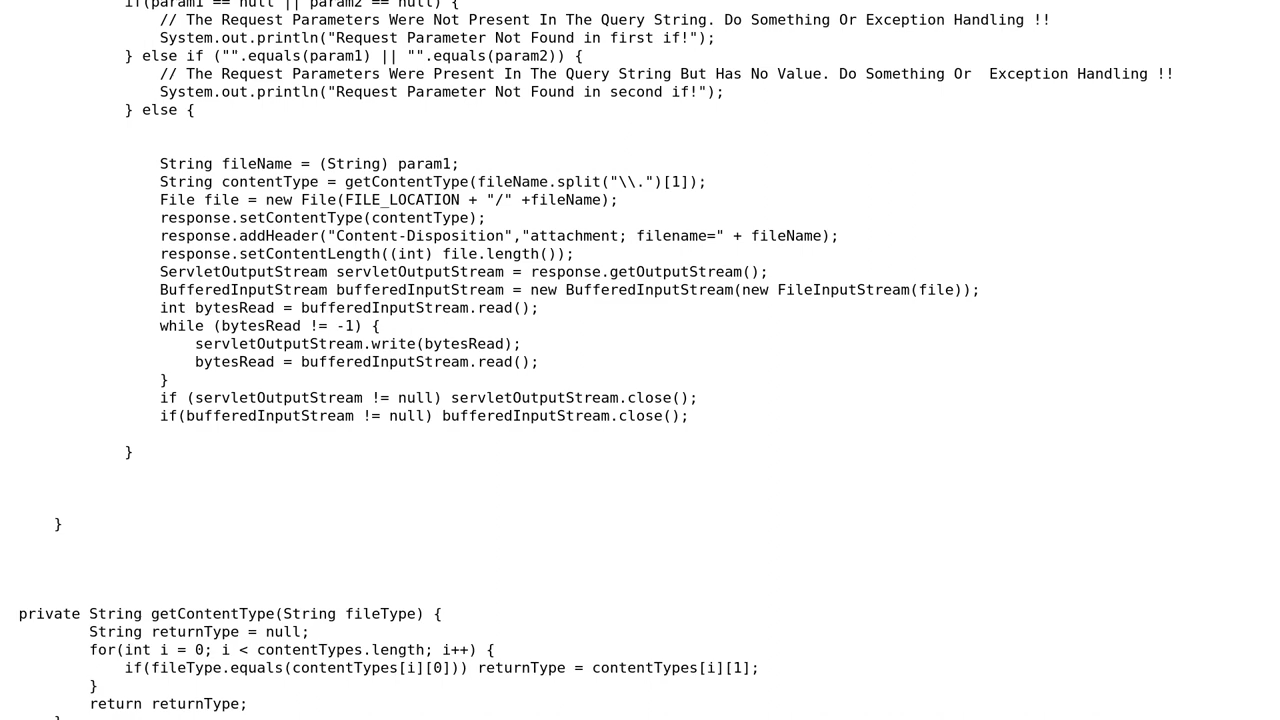 if(param1 == null || param2 == null) {
// The Request Parameters Were Not Present In The Query String. Do Something Or Exception Handling !!
System.out.println("Request Parameter Not Found in first if!");
} else if ("".equals(param1) || "".equals(param2)) {
// The Request Parameters Were Present In The Query String But Has No Value. Do Something Or  Exception Handling !!
System.out.println("Request Parameter Not Found in second if!");
} else {
String fileName = (String) param1;
String contentType = getContentType(fileName.split("\\.")[1]);
File file = new File(FILE_LOCATION + "/" +fileName);
response.setContentType(contentType);
response.addHeader("Content-Disposition","attachment; filename=" + fileName);
response.setContentLength((int) file.length());
ServletOutputStream servletOutputStream = response.getOutputStream();
BufferedInputStream bufferedInputStream = new BufferedInputStream(new FileInputStream(file));
int bytesRead = bufferedInputStream.read();
while (bytesRead != -1) {
servletOutputStream.write(bytesRead);
bytesRead = bufferedInputStream.read();
}
if (servletOutputStream != null) servletOutputStream.close();
if(bufferedInputStream != null) bufferedInputStream.close();
}
}
private String getContentType(String fileType) {
String returnType = null;
for(int i = 0; i < contentTypes.length; i++) {
if(fileType.equals(contentTypes[i][0])) returnType = contentTypes[i][1];
}
return returnType;
}